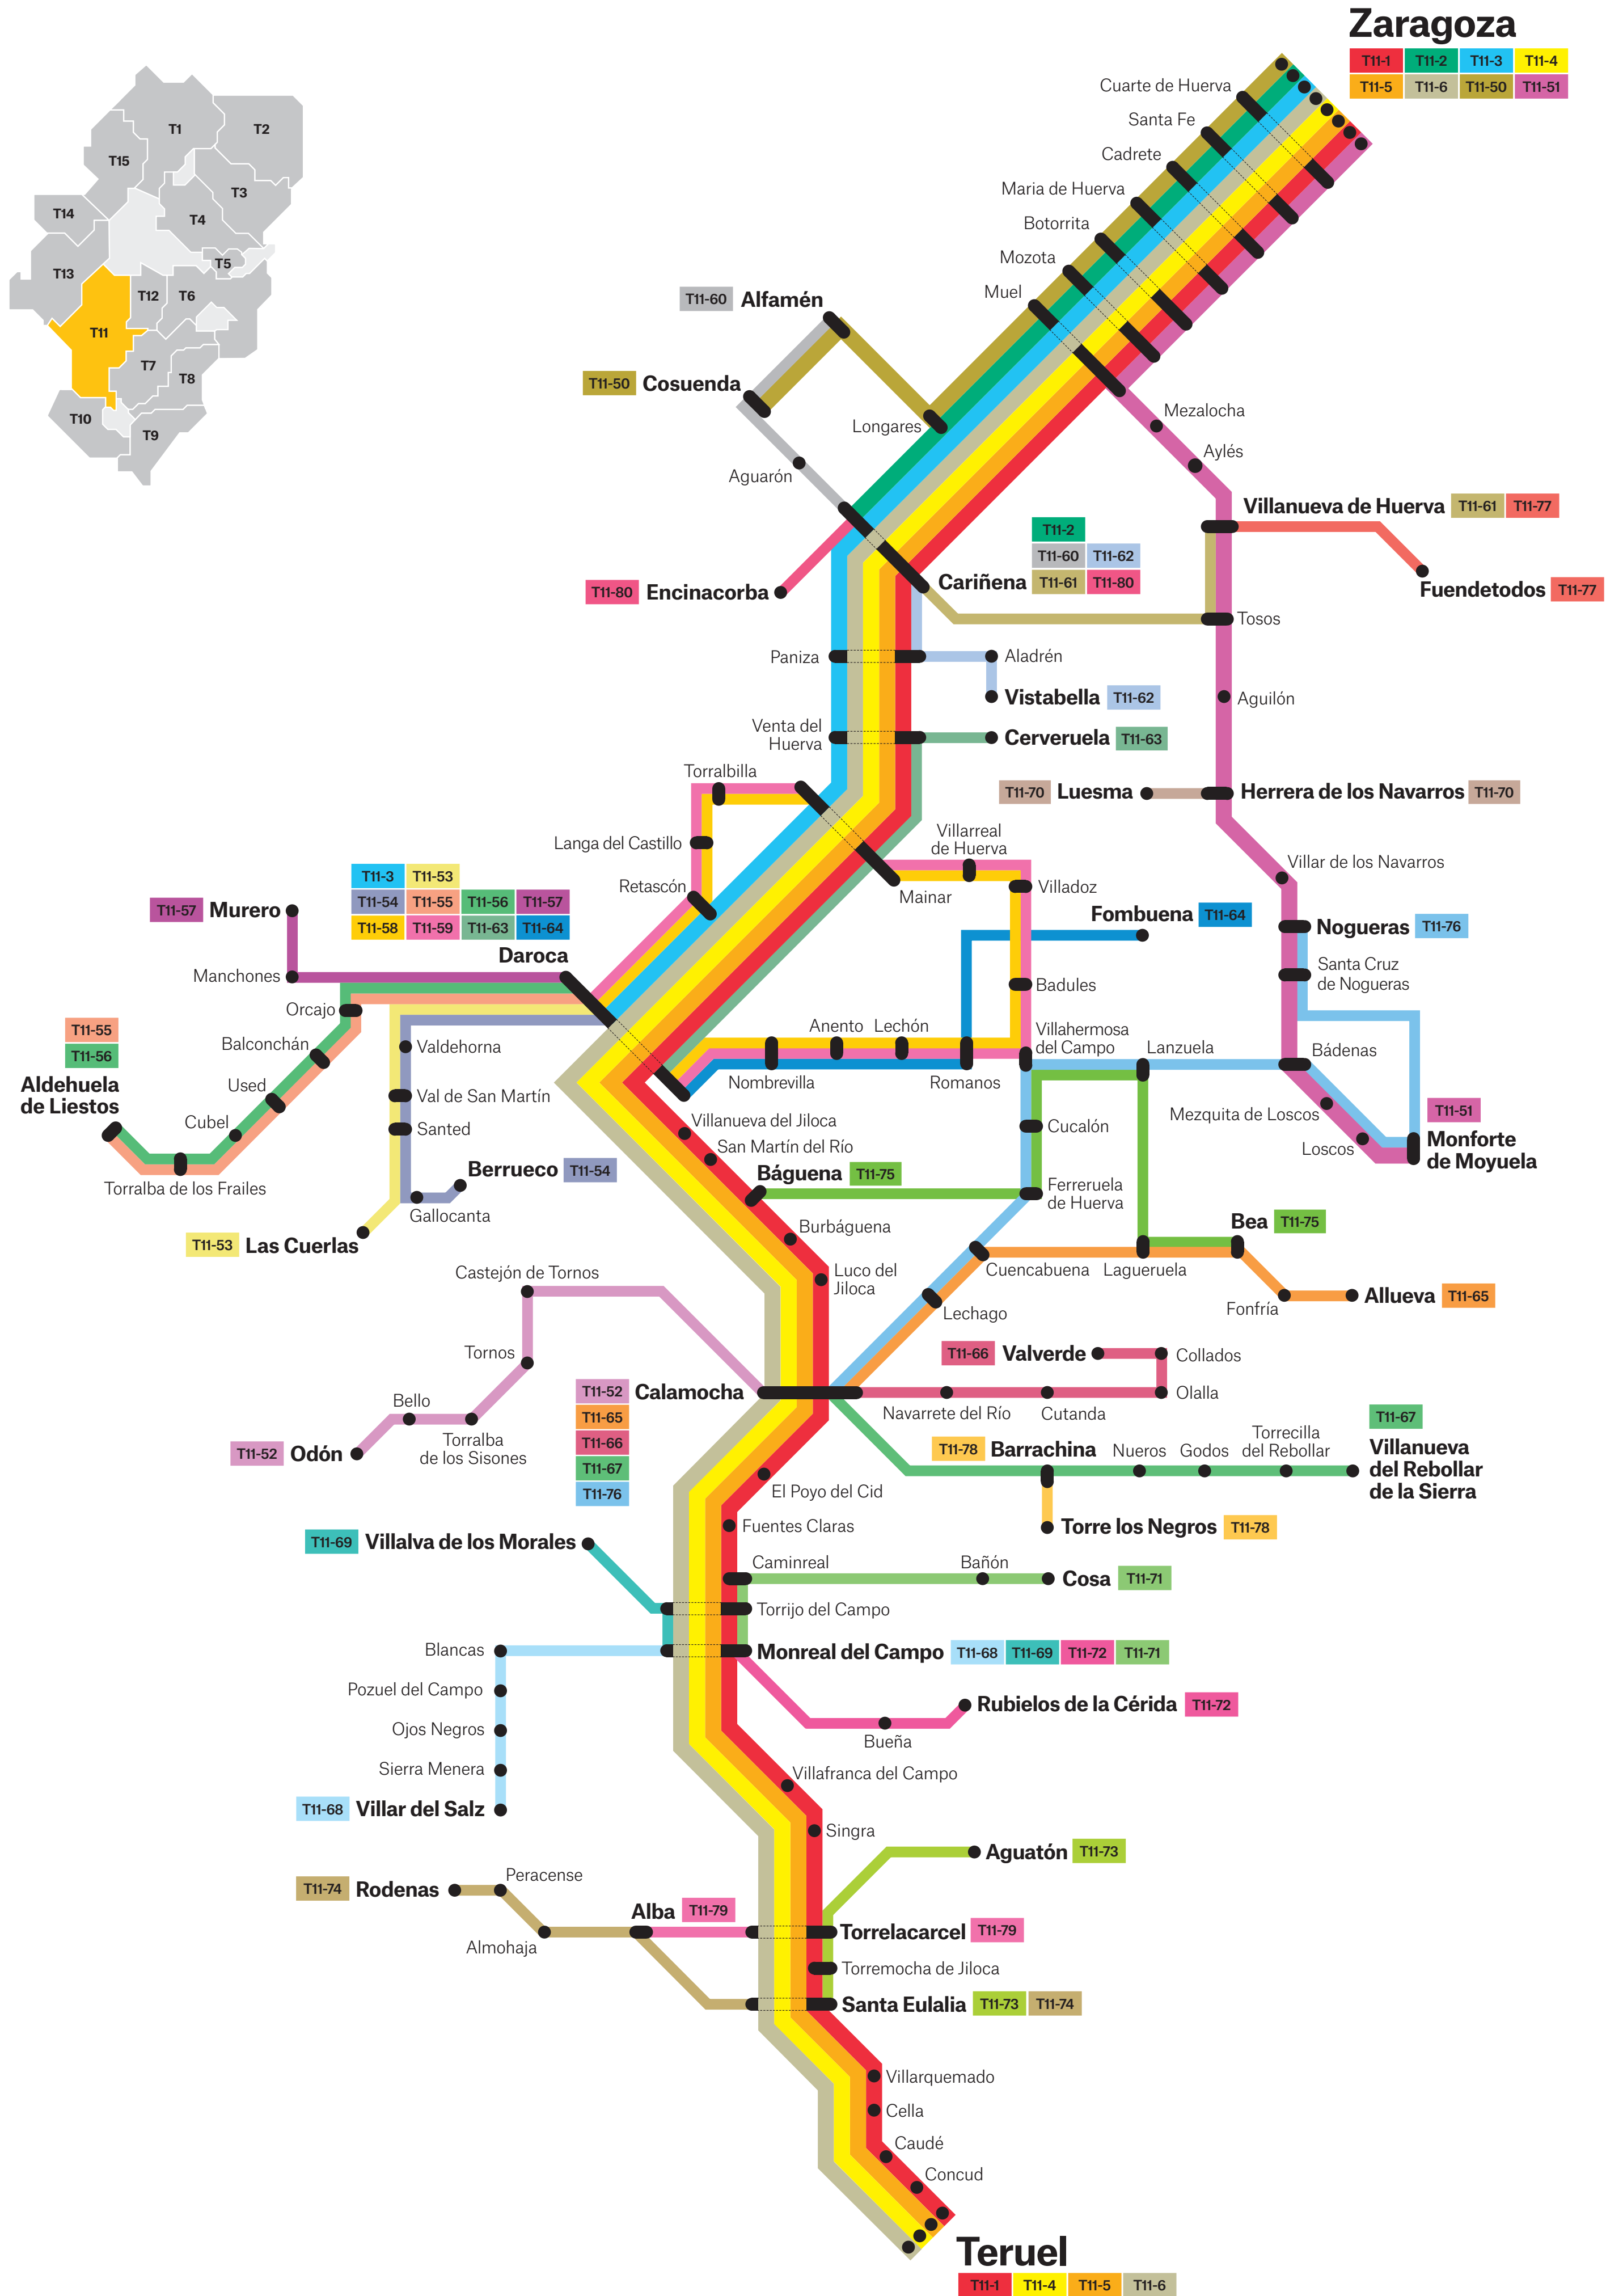 Zaragoza
T11-1 T11-2 T11-3 T11-4
T11-5 T11-6 T11-50 T11-51
T1
T2
T15
T3
T14
T4
T13
T5
T12
T6
T11
T7
T8
T10
T9
Cuarte de Huerva
Santa Fe
Cadrete
Maria de Huerva
Botorrita
Mozota
Muel
T11-60 Alfamén
T11-50 Cosuenda
Longares
Aguarón
Mezalocha
Aylés
Villanueva de Huerva T11-61 T11-77
Fuendetodos T11-77
T11-2
T11-60 T11-62
Cariñena T11-61 T11-80
T11-80 Encinacorba
Tosos
Paniza
Aladrén
Vistabella T11-62
Aguilón
Venta del
Huerva
Cerveruela T11-63
Torralbilla
T11-70 Luesma
Herrera de los Navarros T11-70
Langa del Castillo
Villarreal
de Huerva
Villar de los Navarros
Retascón
Mainar
Villadoz
T11-3 T11-53
T11-54 T11-55 T11-56 T11-57
T11-58 T11-59 T11-63 T11-64
Daroca
T11-57 Murero
Fombuena T11-64
Nogueras T11-76
Manchones
Santa Cruz
de Nogueras
Badules
Orcajo
T11-55
T11-56
Aldehuela
de Liestos
Balconchán
Used
Cubel
Torralba de los Frailes
Valdehorna
Val de San Martín
Santed
Berrueco T11-54
Gallocanta
T11-53 Las Cuerlas
Anento
Lechón
Villahermosa
del Campo
Lanzuela
Bádenas
Nombrevilla
Romanos
Mezquita de Loscos
Loscos
T11-51
Monforte
de Moyuela
Villanueva del Jiloca
San Martín del Río
Cucalón
Báguena T11-75
Ferreruela
de Huerva
Burbáguena
Bea T11-75
Luco del
Jiloca
Cuencabuena
Lagueruela
Lechago
Fonfría
Allueva T11-65
Castejón de Tornos
Tornos
Bello
Torralba
de los Sisones
T11-52 Odón
T11-52 Calamocha
T11-65
T11-66
T11-67
T11-76
T11-66 Valverde
Collados
Olalla
Navarrete del Río
Cutanda
T11-67
Villanueva
del Rebollar
de la Sierra
T11-78 Barrachina
Nueros
Godos
Torrecilla
del Rebollar
El Poyo del Cid
Torre los Negros T11-78
Fuentes Claras
T11-69 Villalva de los Morales
Caminreal
Bañón
Cosa T11-71
Torrijo del Campo
Blancas
Monreal del Campo T11-68 T11-69 T11-72 T11-71
Pozuel del Campo
Rubielos de la Cérida T11-72
Ojos Negros
Bueña
Sierra Menera
Villafranca del Campo
T11-68 Villar del Salz
Singra
Aguatón T11-73
T11-74 Rodenas
Peracense
Almohaja
Alba T11-79
Torrelacarcel T11-79
Torremocha de Jiloca
Santa Eulalia T11-73 T11-74
Villarquemado
Cella
Caudé
Concud
Teruel
T11-1 T11-4 T11-5 T11-6